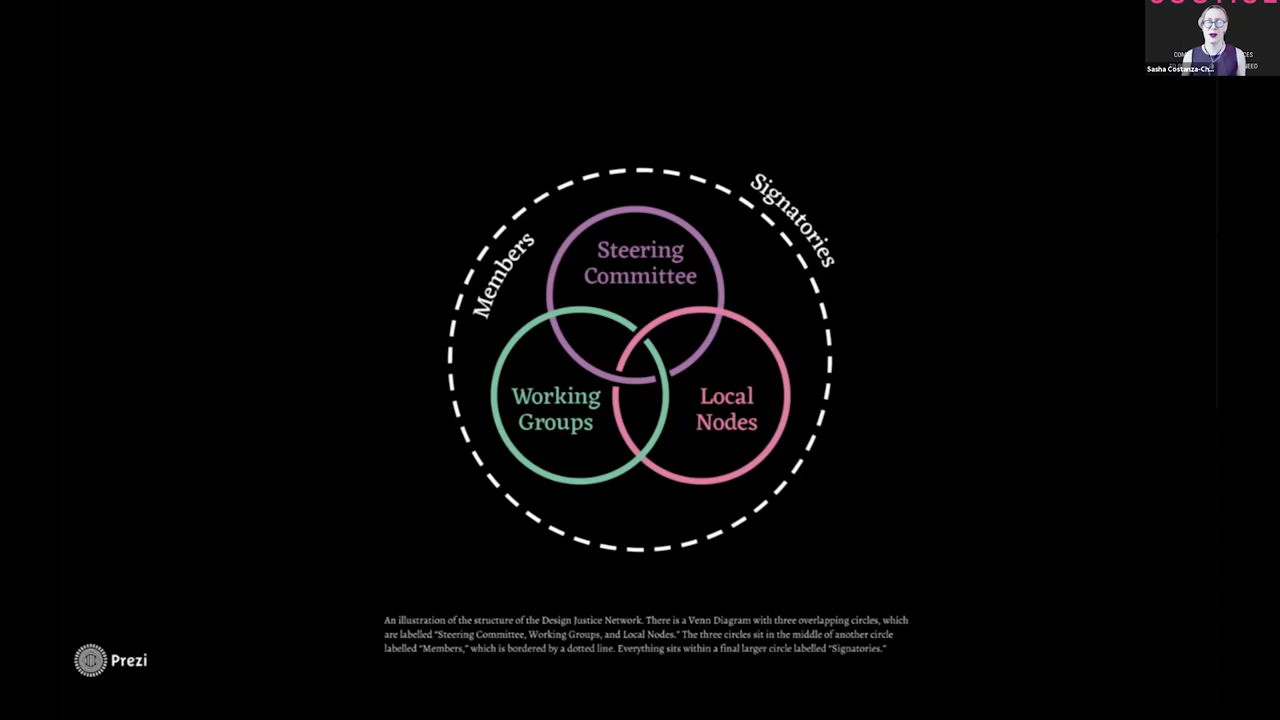 Sasha Costanza-Ch...
Signatories
Members
Steering
Committee
Working
Groups
Local
Nodes
An illustration of the structure of the Design Justice Network. There is a Venn Diagram with three overlapping circles, which
are labelled “Steering Committee, Working Groups, and Local Nodes.” The three circles sit in the middle of another circle
labelled “Members,” which is bordered by a dotted line. Everything sits within a final larger circle labelled “Signatories.”
Prezi